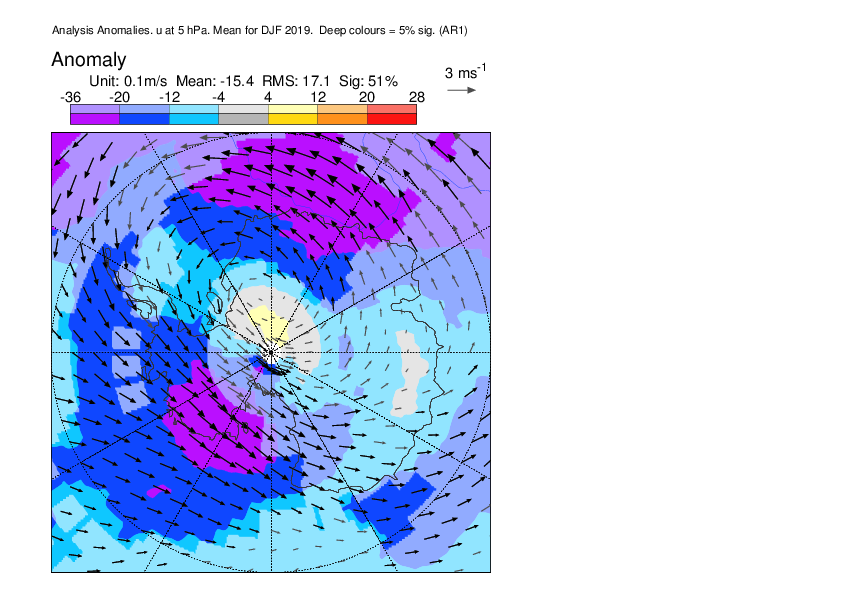 Analysis Anomalies. u at 5 hPa. Mean for DJF 2019.  Deep colours = 5% sig. (AR1)
Anomaly
3 ms-1
Unit: 0.1m/s  Mean: -15.4  RMS: 17.1  Sig: 51%
-36 -20 -12 -4 4 12 20 28